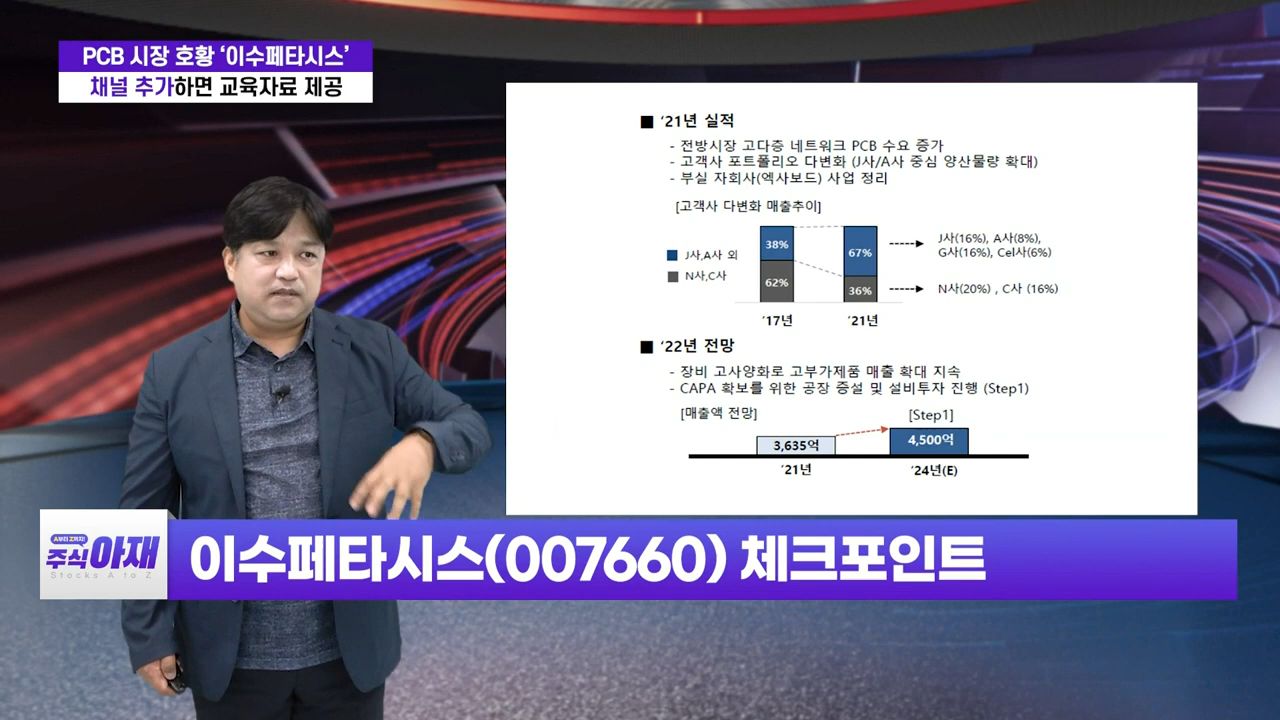 PCB 시장 호황 ‘이수페타시스’
채널 추가하면 교육자료 제공
■ ‘21년 실적
- 전방시장 고다층 네트워크 PCB 수요 증가
- 고객사 포트폴리오 다변화 (J사/A사 중심 양산물량 확대)
- 부실 자회사(엑사보드) 사업 정리
[고객사 다변화 매출추이]
J사,A사 외
N사,C사
38%
62%
67%
36%
‘17년
‘21년
J사(16%), A사(8%),
G사(16%), Cel사(6%)
N사(20%) , C사 (16%)
■ ‘22년 전망
- 장비 고사양화로 고부가제품 매출 확대 지속
- CAPA 확보를 위한 공장 증설 및 설비투자 진행 (Step1)
[매출액 전망]
[Step1]
3,635억
4,500억
‘21년
‘24년(E)
A부터 Z까지!
주식아재
Stocks A to Z
이수페타시스(007660) 체크포인트